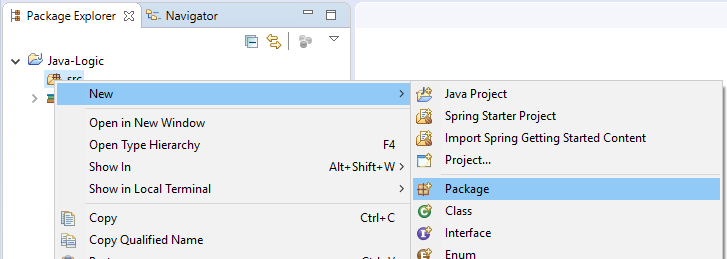 Package Explorer Navigator
Java-Logic
src
New
Open in New Window
Open Type Hierarchy F4
Show In Alt+Shift+W
Show in Local Terminal
Copy Ctrl+C
Copy Qualified Name
Java Project
Spring Starter Project
Import Spring Getting Started Content
Project...
Package
Class
Interface
Enum